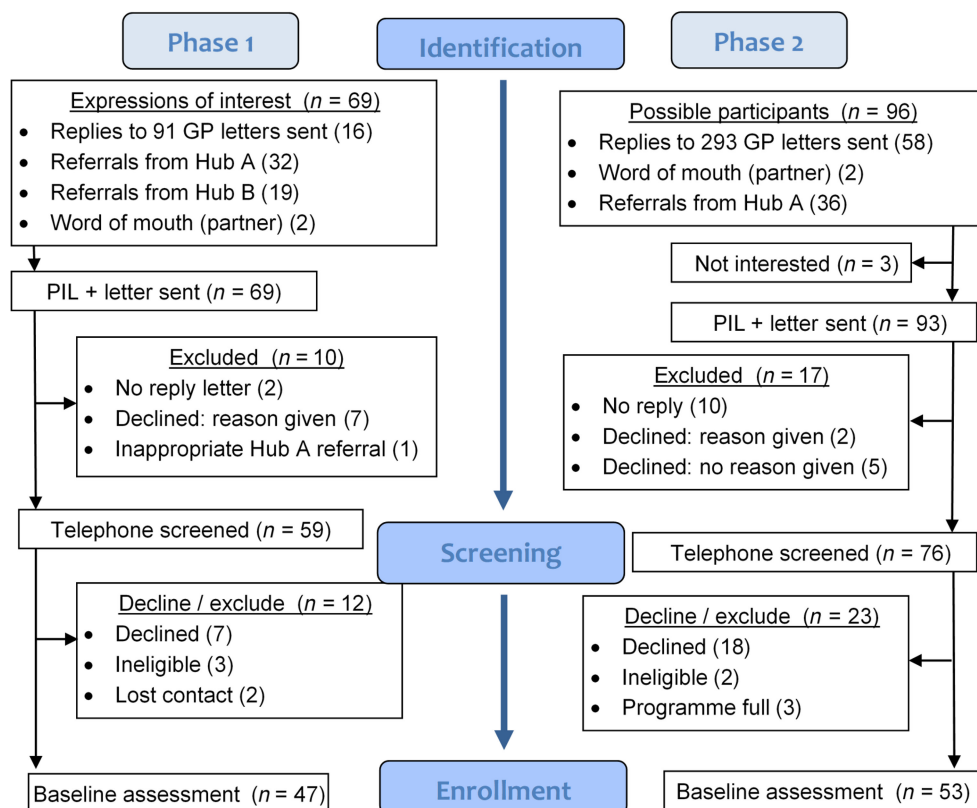 Phase 1
Identification
Phase 2
Expressions of interest (n = 69)
• Replies to 91 GP letters sent (16)
• Referrals from Hub A (32)
• Referrals from Hub B (19)
• Word of mouth (partner) (2)
Possible participants (n = 96)
• Replies to 293 GP letters sent (58)
• Word of mouth (partner) (2)
• Referrals from Hub A (36)
Not interested (n = 3)
PIL + letter sent (n = 69)
PIL + letter sent (n = 93)
Excluded (n = 10)
• No reply letter (2)
• Declined: reason given (7)
• Inappropriate Hub A referral (1)
Excluded (n = 17)
• No reply (10)
• Declined: reason given (2)
• Declined: no reason given (5)
Telephone screened (n = 59)
Screening
Telephone screened (n = 76)
Decline / exclude (n = 12)
• Declined (7)
• Ineligible (3)
• Lost contact (2)
Decline / exclude (n = 23)
• Declined (18)
• Ineligible (2)
• Programme full (3)
Baseline assessment (n = 47)
Enrollment
Baseline assessment (n = 53)